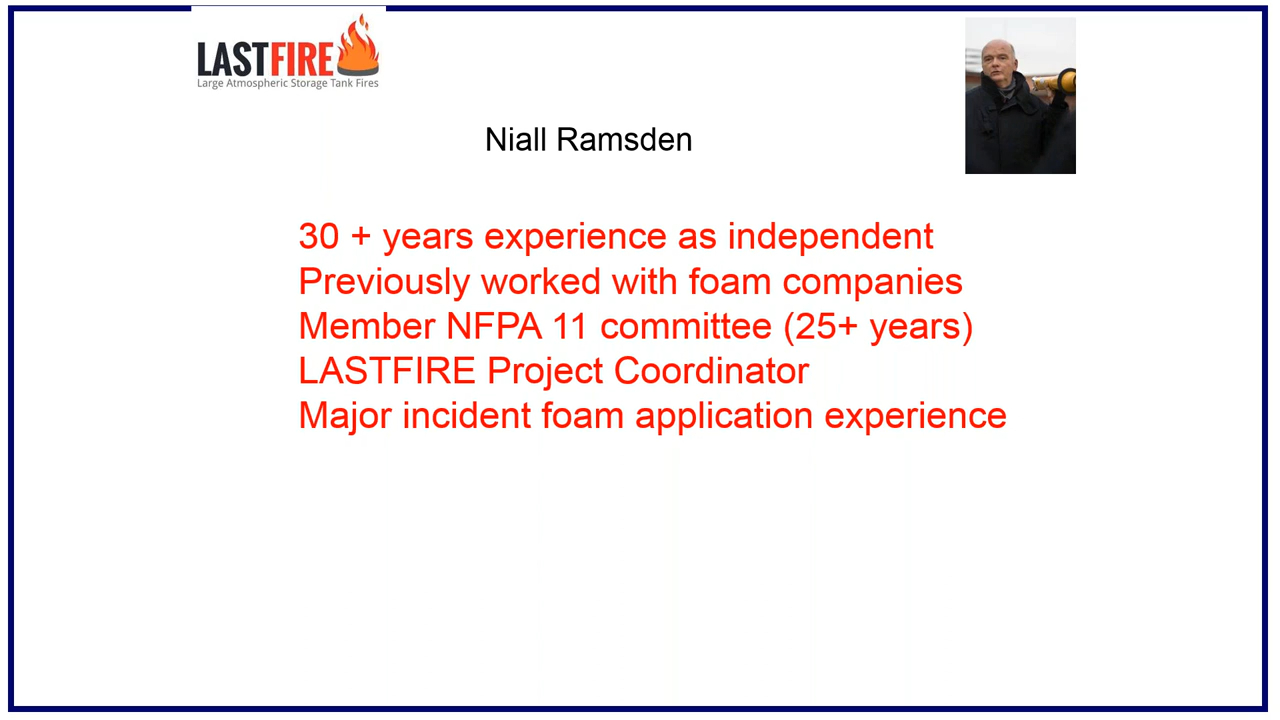 LASTFIRE
Large Atmospheric Storage Tank Fires
Niall Ramsden
30 + years experience as independent
Previously worked with foam companies
Member NFPA 11 committee (25+ years)
LASTFIRE Project Coordinator
Major incident foam application experience